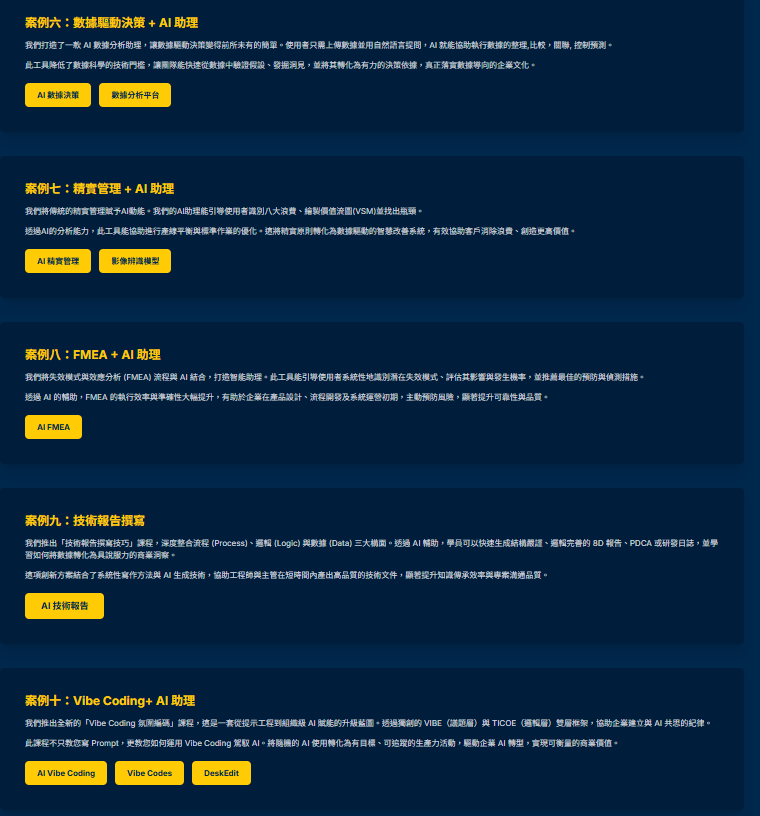 案例六：數據驅動決策 + AI 助理
我們打造了一款 AI 數據分析助理，讓數據驅動決策變得前所未有的簡單。使用者只需上傳數據並用自然語言提問，AI 就能協助執行數據的整理,比較，關聯, 控制預測。
此工具降低了數據科學的技術門檻，讓團隊能快速從數據中驗證假設、發掘洞見，並將其轉化為有力的決策依據，真正落實數據導向的企業文化。
AI 數據決策
數據分析平台
案例七：精實管理 + AI 助理
我們將傳統的精實管理賦予AI動能。我們的AI助理能引導使用者識別八大浪費、繪製價值流圖(VSM)並找出瓶頸。
透過AI的分析能力，此工具能協助進行產線平衡與標準作業的優化。這將精實原則轉化為數據驅動的智慧改善系統，有效協助客戶消除浪費、創造更高價值。
AI 精實管理
影像辨識模型
案例八：FMEA + AI 助理
我們將失效模式與效應分析 (FMEA) 流程與 AI 結合，打造智能助理。此工具能引導使用者系統性地識別潛在失效模式、評估其影響與發生機率，並推薦最佳的預防與偵測措施。
透過 AI 的輔助，FMEA 的執行效率與準確性大幅提升，有助於企業在產品設計、流程開發及系統運營初期，主動預防風險，顯著提升可靠性與品質。
AI FMEA
案例九：技術報告撰寫
我們推出「技術報告撰寫技巧」課程，深度整合流程 (Process)、邏輯 (Logic) 與數據 (Data) 三大構面。透過 AI 輔助，學員可以快速生成結構嚴謹、邏輯完善的 8D 報告、PDCA 或研發日誌，並學
習如何將數據轉化為具說服力的商業洞察。
這項創新方案結合了系統性寫作方法與 AI 生成技術，協助工程師與主管在短時間內產出高品質的技術文件，顯著提升知識傳承效率與專案溝通品質。
AI 技術報告
案例十：Vibe Coding+ AI 助理
我們推出全新的「Vibe Coding 氛圍編碼」課程，這是一套從提示工程到組織級 AI 賦能的升級藍圖。透過獨創的 VIBE（議題層）與 TICOE（邏輯層）雙層框架，協助企業建立與 AI 共思的紀律。
此課程不只教您寫 Prompt，更教您如何運用 Vibe Coding 駕馭 AI。將隨機的 AI 使用轉化為有目標、可追蹤的生產力活動，驅動企業 AI 轉型，實現可衡量的商業價值。
AI Vibe Coding
Vibe Codes
DeskEdit